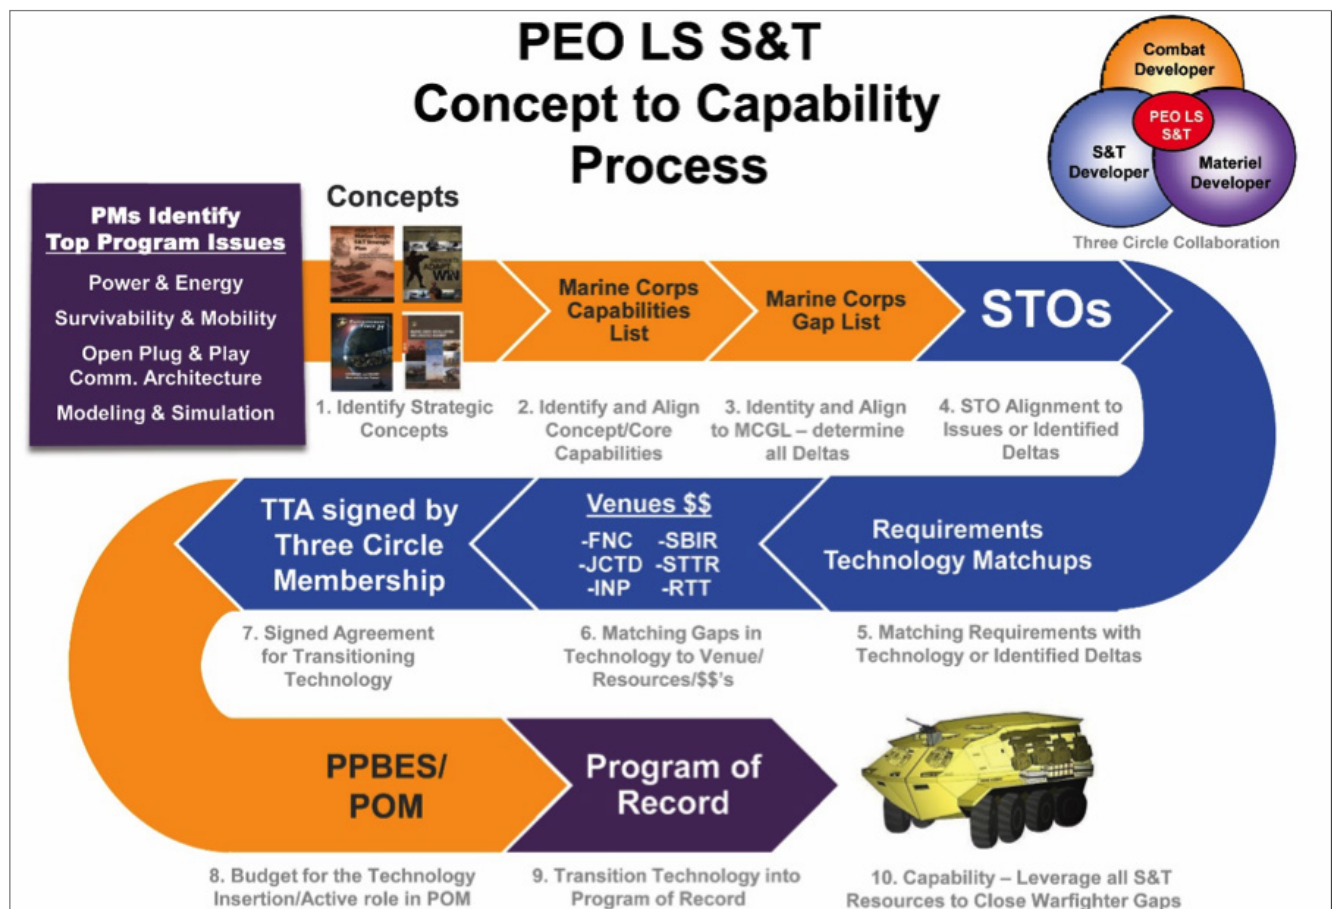 PEO LS S&T
Concept to Capability
Process
Combat
Developer
PEO LS
S&T
S&T
Developer
Materiel
Developer
Three Circle Collaboration
PMs Identify
Top Program Issues
Power & Energy
Survivability & Mobility
Open Plug & Play
Comm. Architecture
Modeling & Simulation
Concepts
Marine Corps
Capabilities
List
Marine Corps
Gap List
STOs
1. Identify Strategic
Concepts
2. Identify and Align
Concept/Core
Capabilities
3. Identity and Align
to MCGL – determine
all Deltas
4. STO Alignment to
Issues or Identified
Deltas
TTA signed by
Three Circle
Membership
Venues $$
-FNC -SBIR
-JCTD -STTR
-INP -RTT
Requirements
Technology Matchups
7. Signed Agreement
for Transitioning
Technology
6. Matching Gaps in
Technology to Venue/
Resources/$$'s
5. Matching Requirements with
Technology or Identified Deltas
PPBES/
POM
Program of
Record
8. Budget for the Technology
Insertion/Active role in POM
9. Transition Technology into
Program of Record
10. Capability – Leverage all S&T
Resources to Close Warfighter Gaps